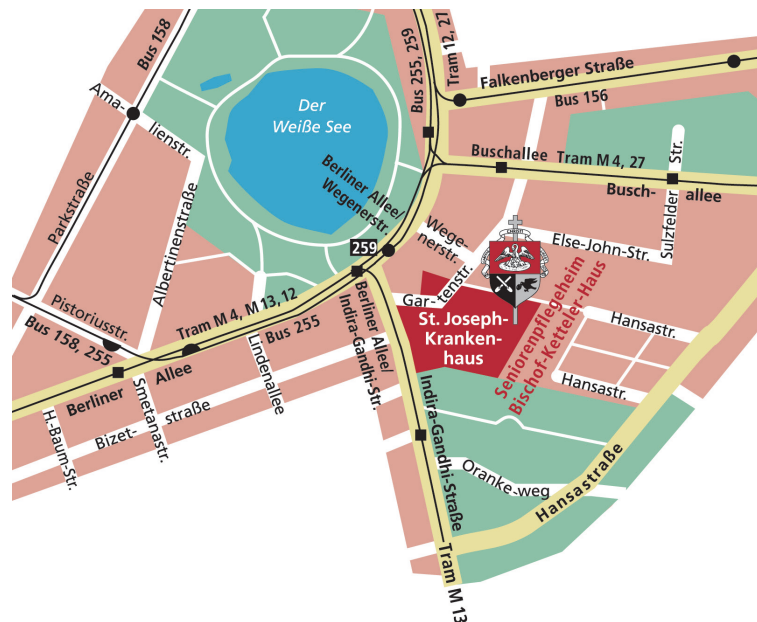 Bus 158
Bus 255, 259
Tram 12, 27
Falkenberger Straße
Bus 156
Ama-
lienstr.
Der
Weiße See
Buschallee Tram M 4, 27
Busch-
allee
Sulzfelder Str.
Berliner Allee/
Wegenerstr.
Wege-
nerstr.
Else-John-Str.
259
Parkstraße
Albertinenstraße
Gar-
tenstr.
St. Joseph-
Kranken-
haus
Seniorenpflegeheim
Bischof-Ketteler-Haus
Hansastr.
Hansastr.
Pistoriusstr.
Bus 158, 255
Tram M 4, M 13, 12
Bus 255
Berliner Allee/
Indira-Gandhi-Str.
Berliner
Allee
Lindenallee
Smetanastr.
H.-Baum-Str.
Bizet-
straße
Indira-Gandhi-Straße
Oranke-weg
Hansastraße
Tram M 13